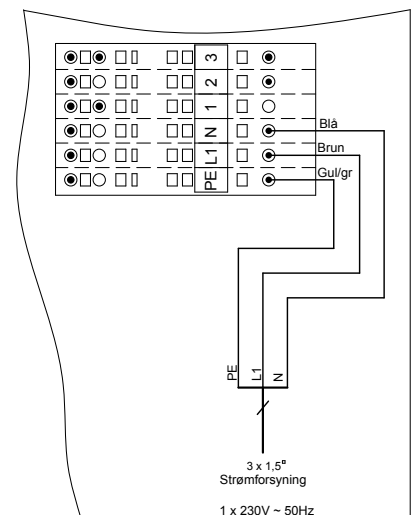 3
2
1
N
L1
PE
Blå
Brun
Gul/gr
PE
L1
N
3 x 1,5¤
Strømforsyning
1 x 230V ~ 50Hz